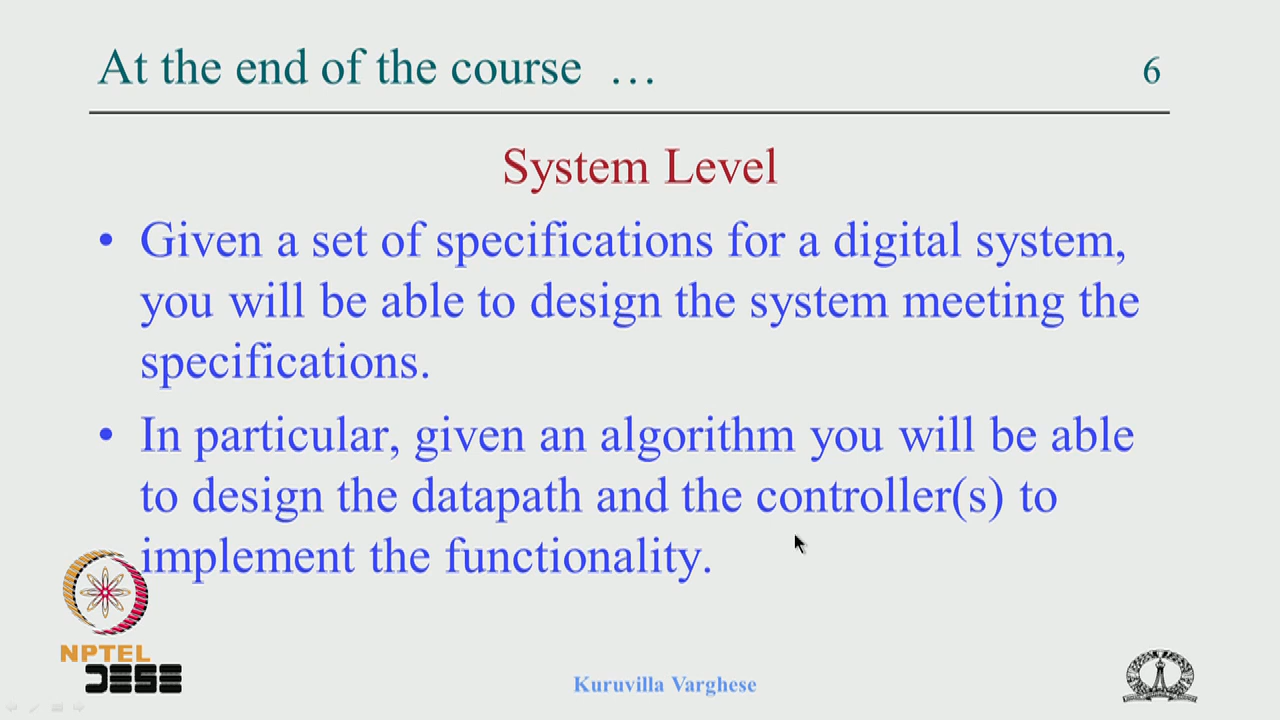 At the end of the course ...
6
System Level
• Given a set of specifications for a digital system,
you will be able to design the system meeting the
specifications.
• In particular, given an algorithm you will be able
to design the datapath and the controller(s) to
implement the functionality.
NPTEL
DESE
Kuruvilla Varghese